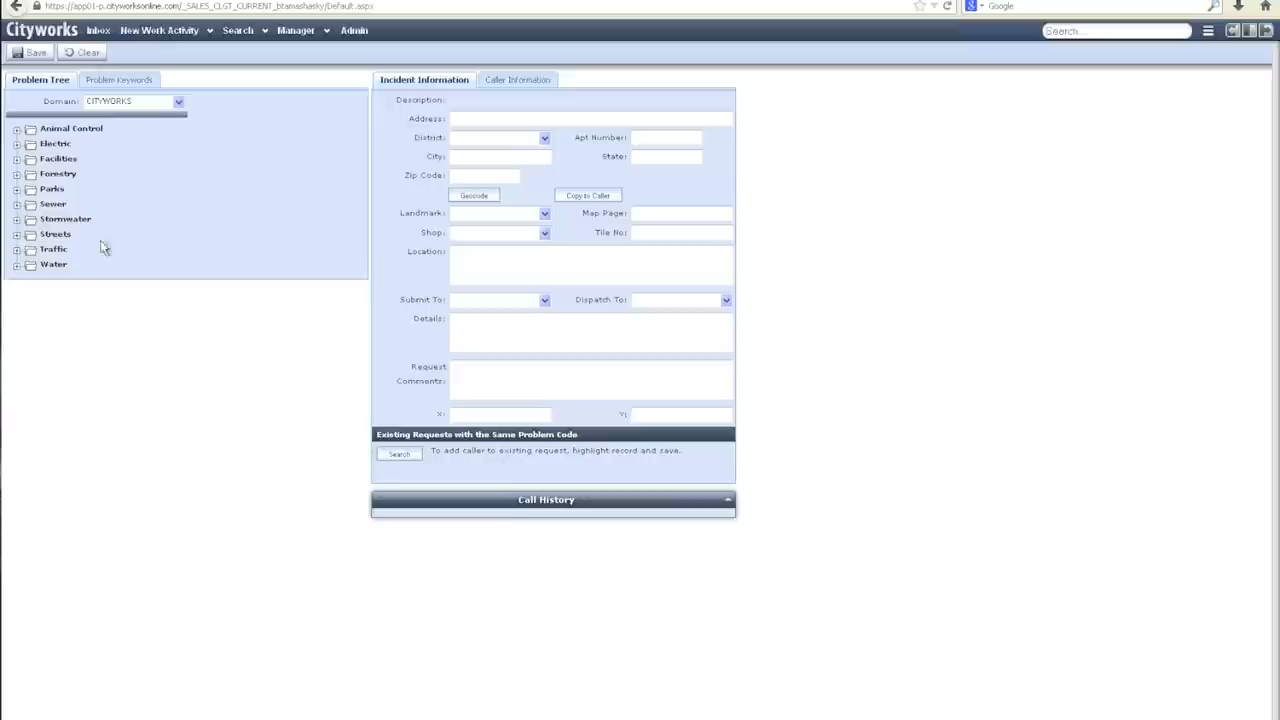 https://app01-p.cityworksonline.com/_SALES_CLGT_CURRENT_btamashasky/Default.aspx
Google
Cityworks Inbox New Work Activity Search Manager Admin
Search...
Save Clear
Problem Tree Problem Keywords
Domain: CITYWORKS
Animal Control
Electric
Facilities
Forestry
Parks
Sewer
Stormwater
Streets
Traffic
Water
Incident Information Caller Information
Description:
Address:
District: Apt Number:
City: State:
Zip Code:
Geocode Copy to Caller
Landmark: Map Page:
Shop: Tile No:
Location:
Submit To: Dispatch To:
Details:
Request
Comments:
X: Y:
Existing Requests with the Same Problem Code
Search To add caller to existing request, highlight record and save.
Call History